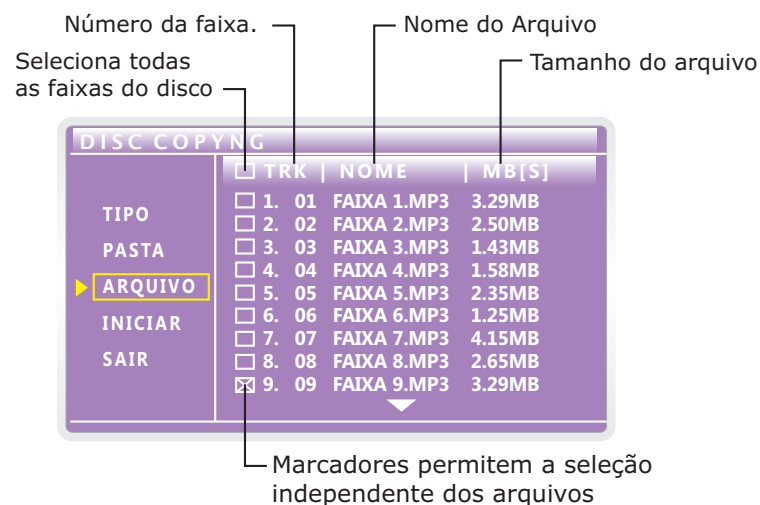 Número da faixa.
Nome do Arquivo
Seleciona todas
as faixas do disco
Tamanho do arquivo
DISC COPYNG
TRK | NOME | MB[S]
TIPO
PASTA
ARQUIVO
INICIAR
SAIR
1. 01 FAIXA 1.MP3 3.29MB
2. 02 FAIXA 2.MP3 2.50MB
3. 03 FAIXA 3.MP3 1.43MB
4. 04 FAIXA 4.MP3 1.58MB
5. 05 FAIXA 5.MP3 2.35MB
6. 06 FAIXA 6.MP3 1.25MB
7. 07 FAIXA 7.MP3 4.15MB
8. 08 FAIXA 8.MP3 2.65MB
9. 09 FAIXA 9.MP3 3.29MB
Marcadores permitem a seleção
independente dos arquivos